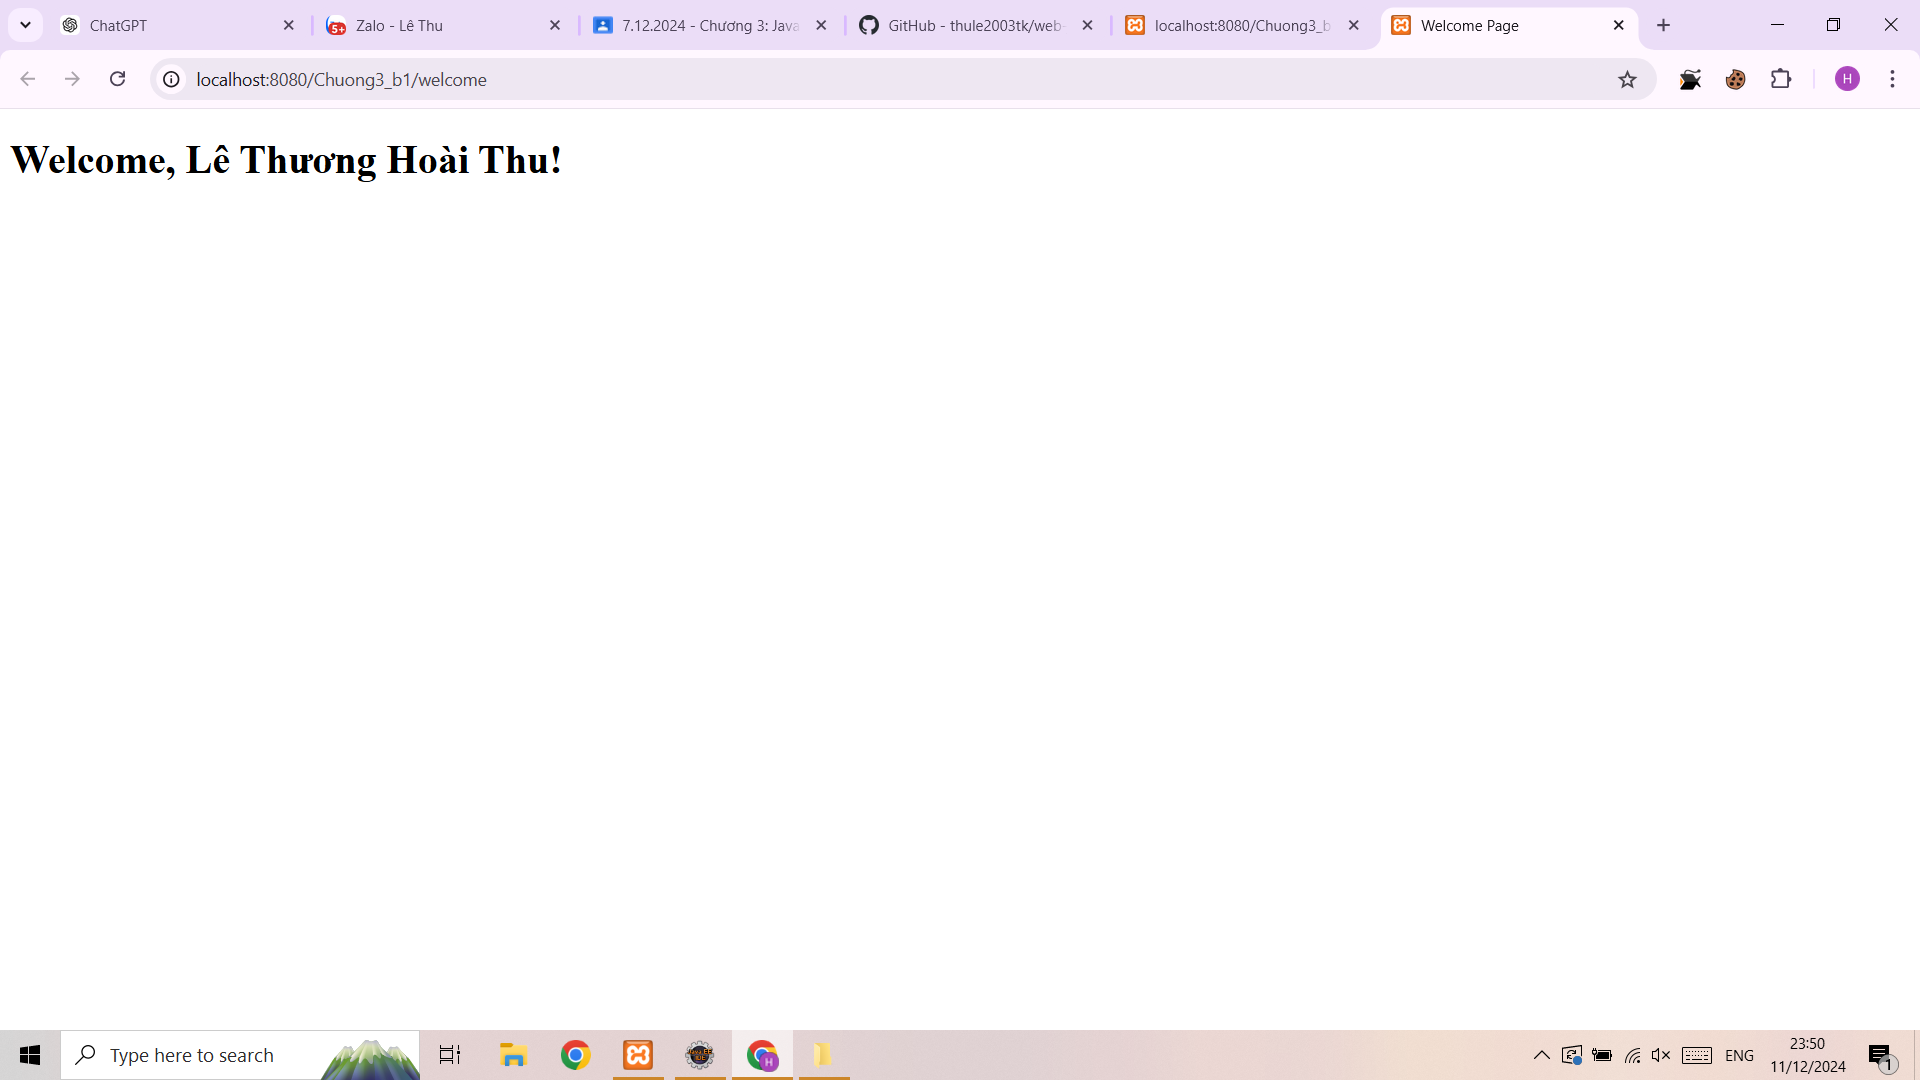 ChatGPT
Zalo - Lê Thu
7.12.2024 - Chương 3: Java
GitHub - thule2003tk/web-
localhost:8080/Chuong3_b
Welcome Page
localhost:8080/Chuong3_b1/welcome
H
Welcome, Lê Thương Hoài Thu!
Type here to search
H
ENG
23:50
11/12/2024
1